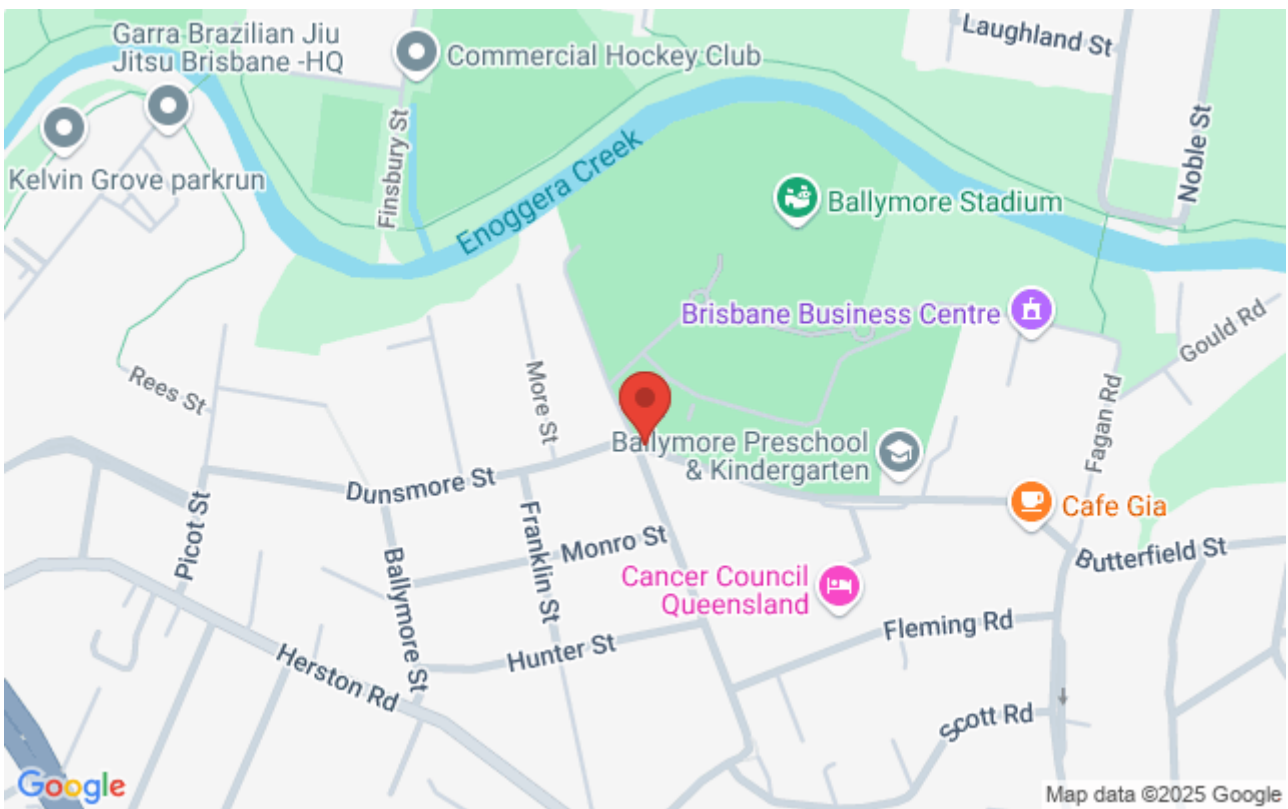 Garra Brazilian Jiu
Jitsu Brisbane -HQ
Commercial Hockey Club
Laughland St
Noble St
Finsbury St
Kelvin Grove parkrun
Enoggera Creek
Ballymore Stadium
Brisbane Business Centre
Gould Rd
Rees St
More St
Fagan Rd
Ballymore Preschool
& Kindergarten
Dunsmore St
Cafe Gia
Picot St
Franklin St
Monro St
Butterfield St
Ballymore St
Cancer Council
Queensland
Fleming Rd
Hunter St
Herston Rd
Scott Rd
Google
Map data ©2025 Google